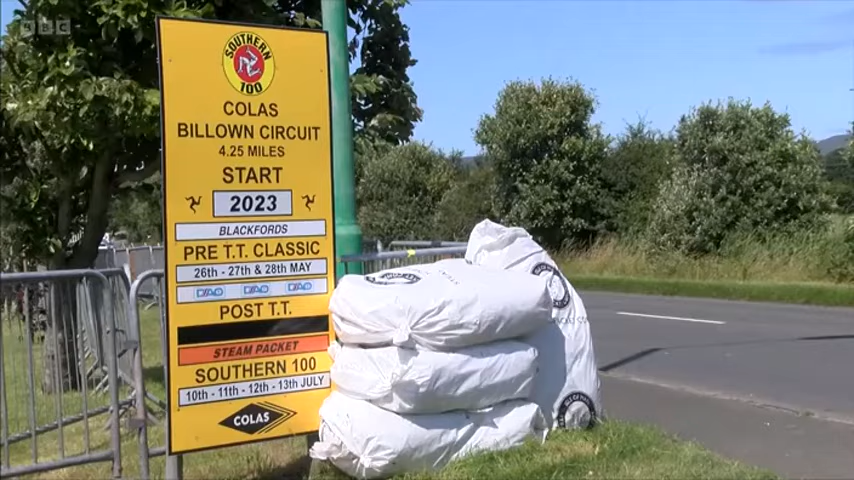 BBC
SOUTHERN
100
COLAS
BILLOWN CIRCUIT
4.25 MILES
START
2023
BLACKFORDS
PRE T.T. CLASSIC
26th - 27th & 28th MAY
POST T.T.
STEAM PACKET
SOUTHERN 100
10th - 11th - 12th - 13th JULY
COLAS